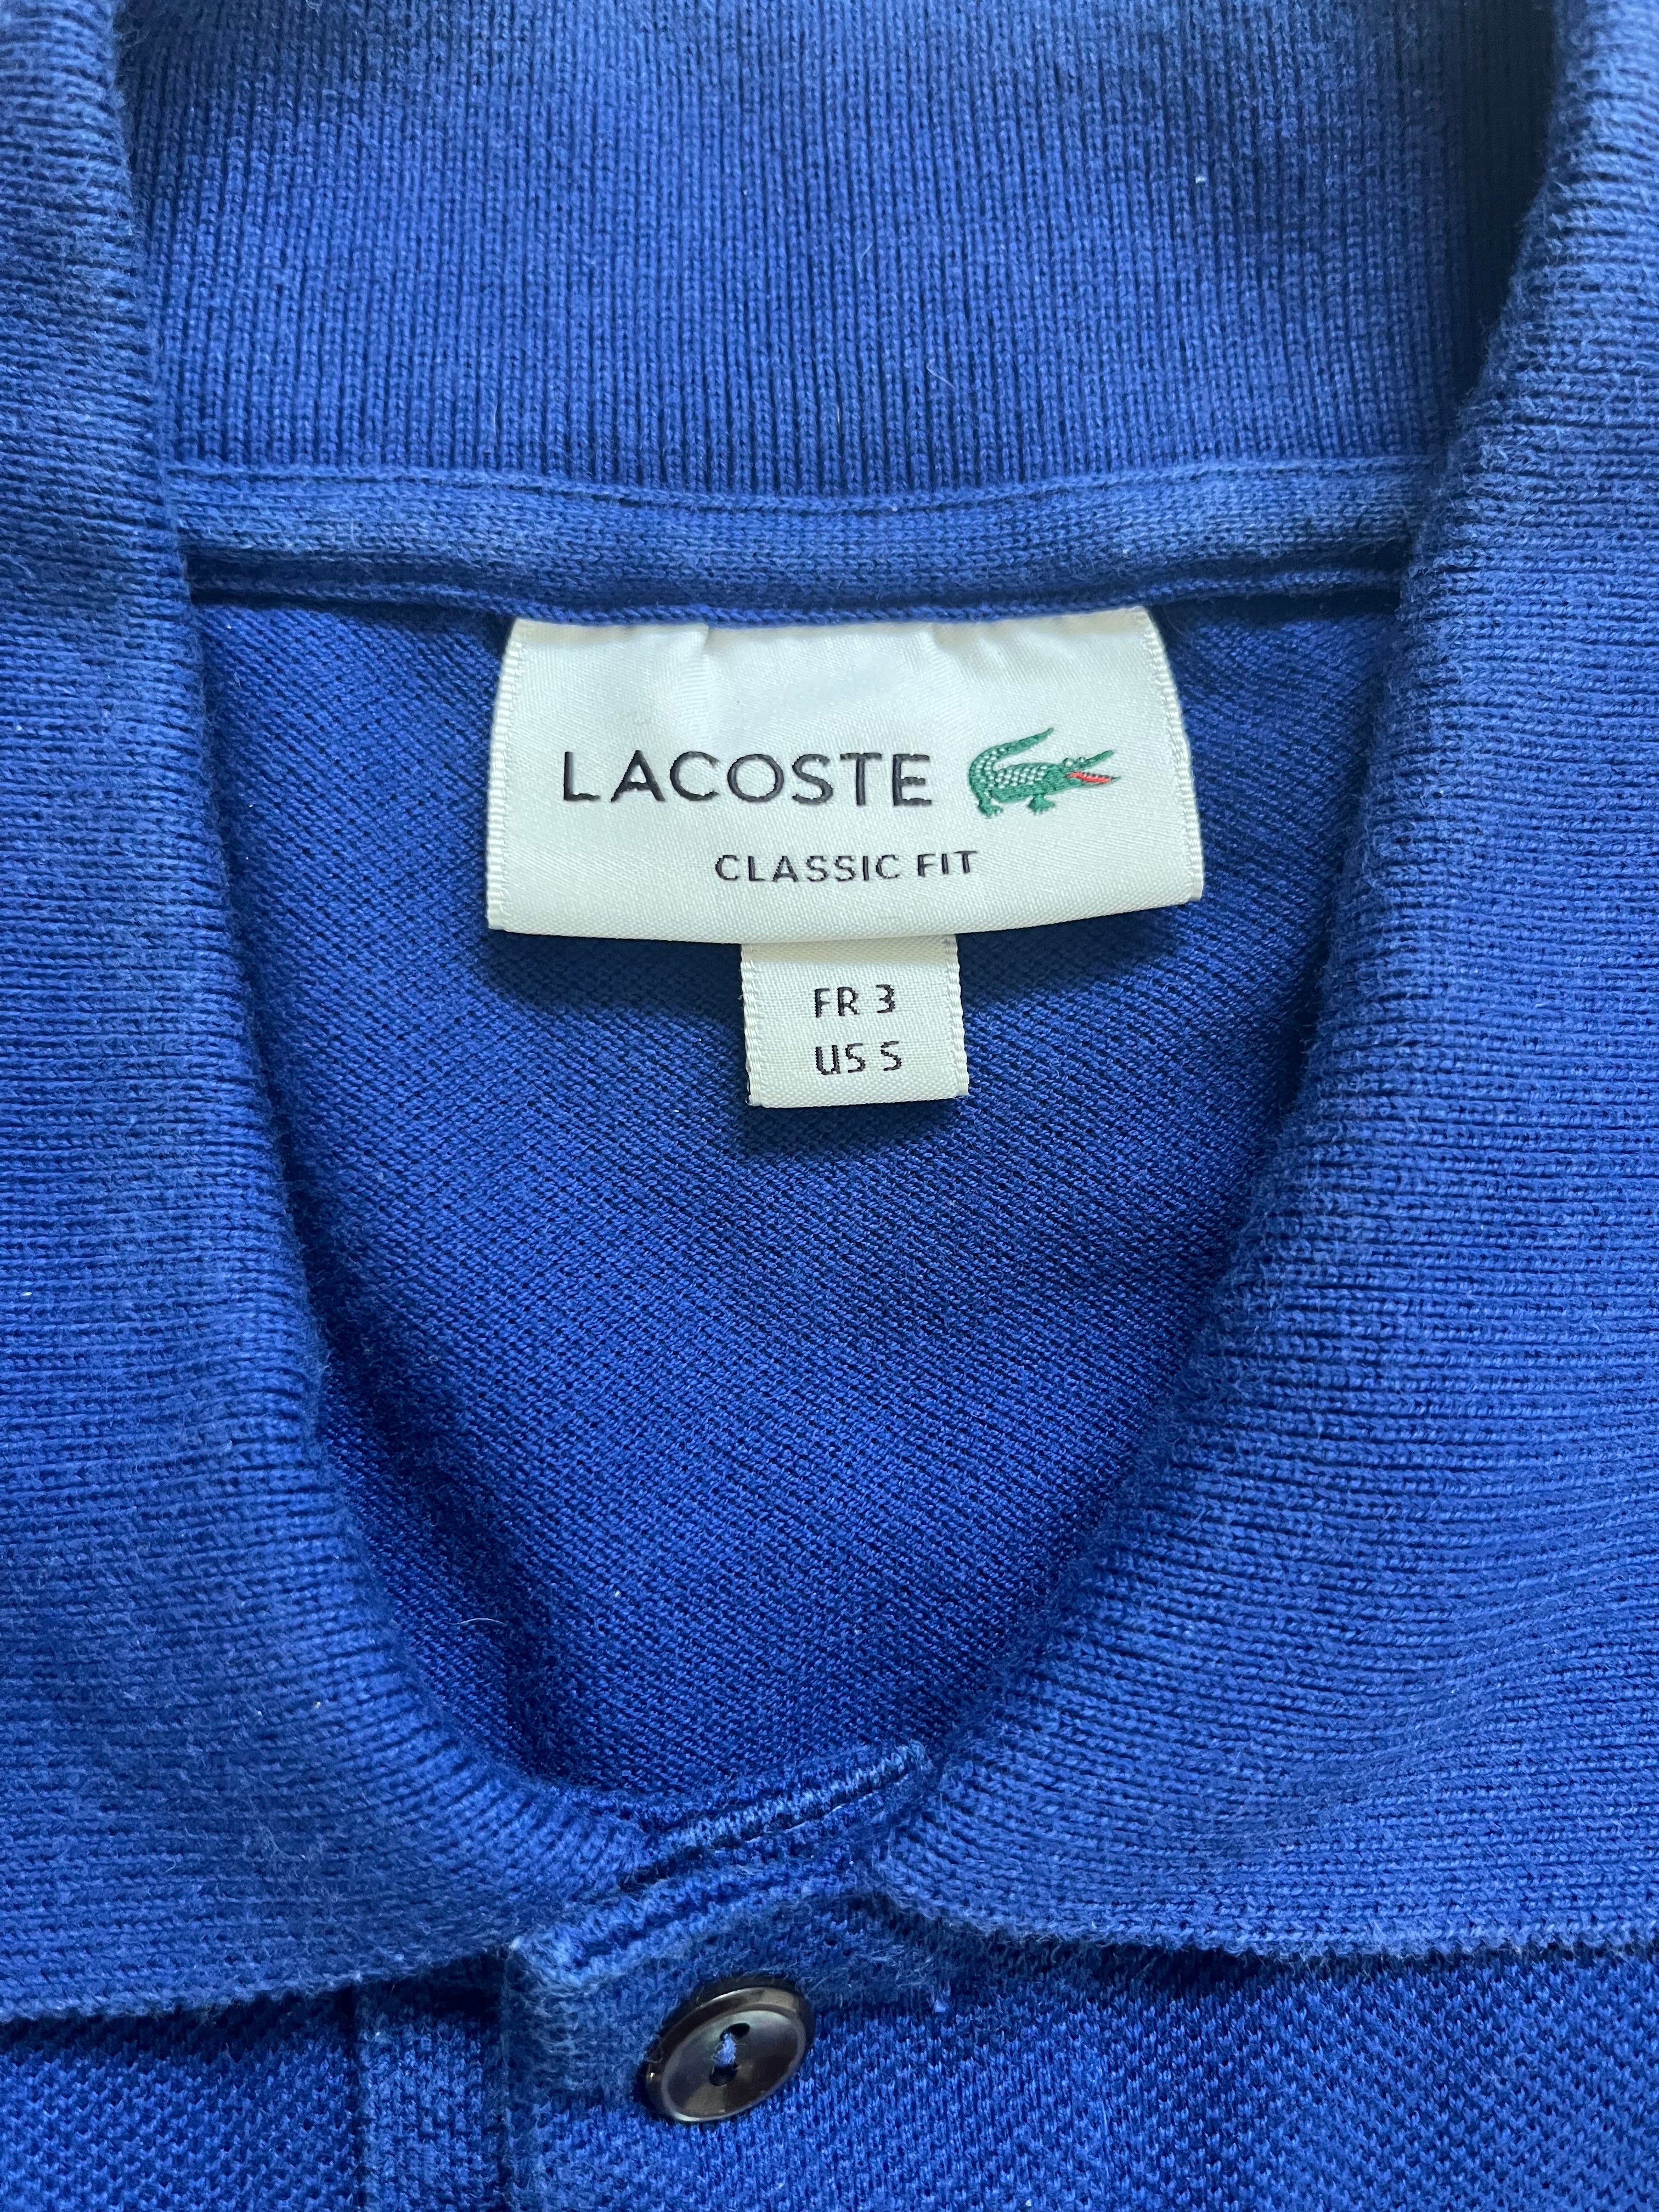 LACOSTE
CLASSIC FIT
FR 3
US S